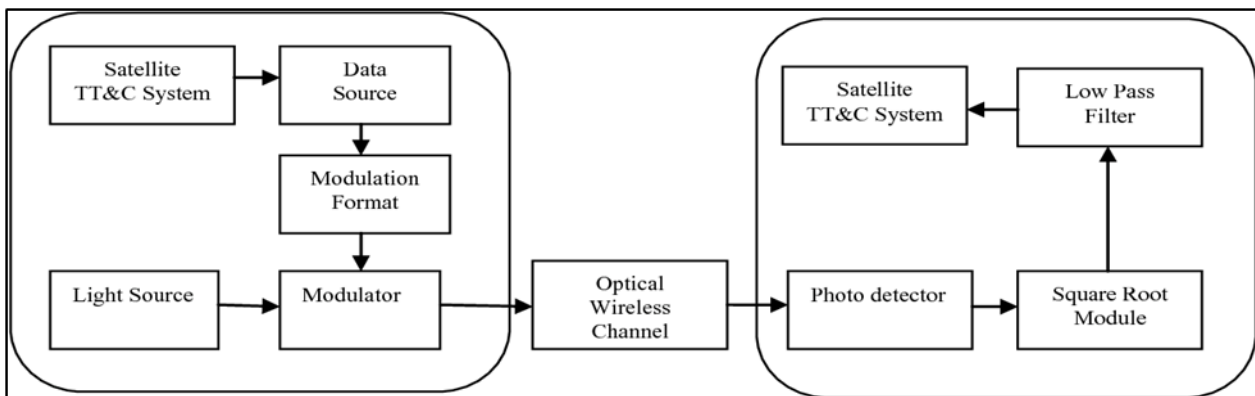 Satellite
TT&C System
Data
Source
Modulation
Format
Light Source
Modulator
Optical
Wireless
Channel
Photo detector
Square Root
Module
Low Pass
Filter
Satellite
TT&C System